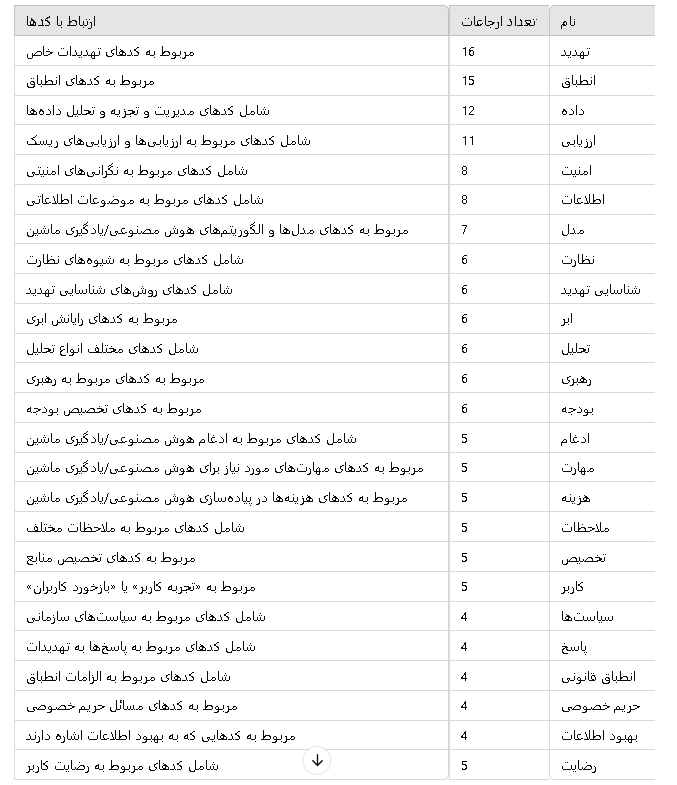 نام	تعداد ارجاعات	ارتباط با کدها
تهدید	16	مربوط به کدهای تهدیدات خاص
انطباق	15	مربوط به کدهای انطباق
داده	12	شامل کدهای مدیریت و تجزیه و تحلیل داده‌ها
ارزیابی	11	شامل کدهای مربوط به ارزیابی‌ها و ارزیابی‌های ریسک
امنیت	8	شامل کدهای مربوط به نگرانی‌های امنیتی
اطلاعات	8	شامل کدهای مربوط به موضوعات اطلاعاتی
مدل	7	مربوط به کدهای مدل‌ها و الگوریتم‌های هوش مصنوعی/یادگیری ماشین
نظارت	6	شامل کدهای مربوط به شیوه‌های نظارت
شناسایی تهدید	6	شامل کدهای روش‌های شناسایی تهدید
ابر	6	مربوط به کدهای رایانش ابری
تحلیل	6	شامل کدهای مختلف انواع تحلیل
رهبری	6	مربوط به کدهای مربوط به رهبری
بودجه	6	مربوط به کدهای تخصیص بودجه
ادغام	5	شامل کدهای مربوط به ادغام هوش مصنوعی/یادگیری ماشین
مهارت	5	مربوط به کدهای مهارت‌های مورد نیاز برای هوش مصنوعی/یادگیری ماشین
هزینه	5	مربوط به کدهای هزینه‌ها در پیاده‌سازی هوش مصنوعی/یادگیری ماشین
ملاحظات	5	شامل کدهای مربوط به ملاحظات مختلف
تخصیص	5	مربوط به کدهای تخصیص منابع
کاربر	5	مربوط به «تجربه کاربر» یا «بازخورد کاربران»
سیاست‌ها	4	شامل کدهای مربوط به سیاست‌های سازمانی
پاسخ	4	شامل کدهای مربوط به پاسخ‌ها به تهدیدات
انطباق قانونی	4	شامل کدهای مربوط به الزامات انطباق
حریم خصوصی	4	مربوط به کدهای مسائل حریم خصوصی
بهبود اطلاعات	4	مربوط به کدهایی که به بهبود اطلاعات اشاره دارند
رضایت	5	شامل کدهای مربوط به رضایت کاربر